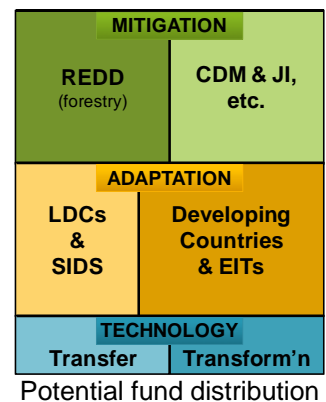 MITIGATION
REDD
(forestry)
CDM & JI,
etc.
ADAPTATION
LDCs
&
SIDS
Developing
Countries
& EITs
TECHNOLOGY
Transfer
Transform'n
Potential fund distribution